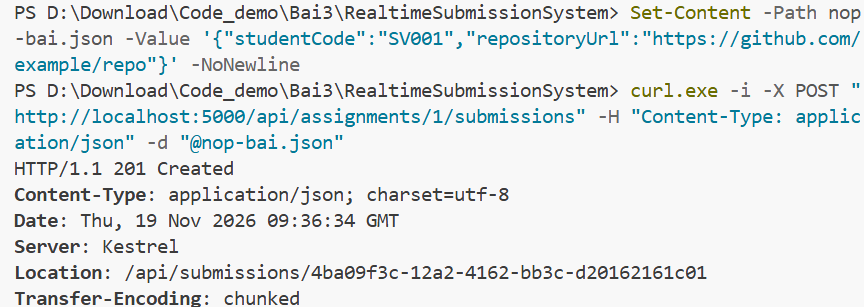 PS D:\Download\Code_demo\Bai3\RealtimeSubmissionSystem> Set-Content -Path nop
-bai.json -Value '{"studentCode":"SV001","repositoryUrl":"https://github.com/
example/repo"}' -NoNewline
PS D:\Download\Code_demo\Bai3\RealtimeSubmissionSystem> curl.exe -i -X POST "
http://localhost:5000/api/assignments/1/submissions" -H "Content-Type: applic
ation/json" -d "@nop-bai.json"
HTTP/1.1 201 Created
Content-Type: application/json; charset=utf-8
Date: Thu, 19 Nov 2026 09:36:34 GMT
Server: Kestrel
Location: /api/submissions/4ba09f3c-12a2-4162-bb3c-d20162161c01
Transfer-Encoding: chunked